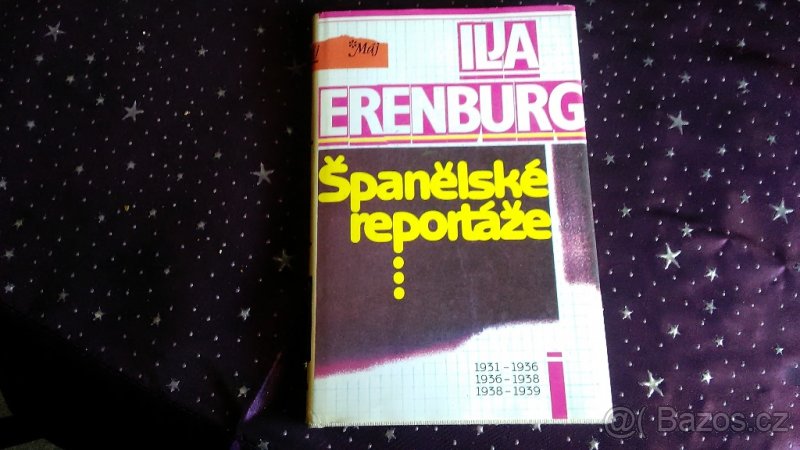 *Máj
ILJA
ERENBURG
Španělské
reportáže
1931-1936
1936-1938
1938-1939
@( Bazos.cz